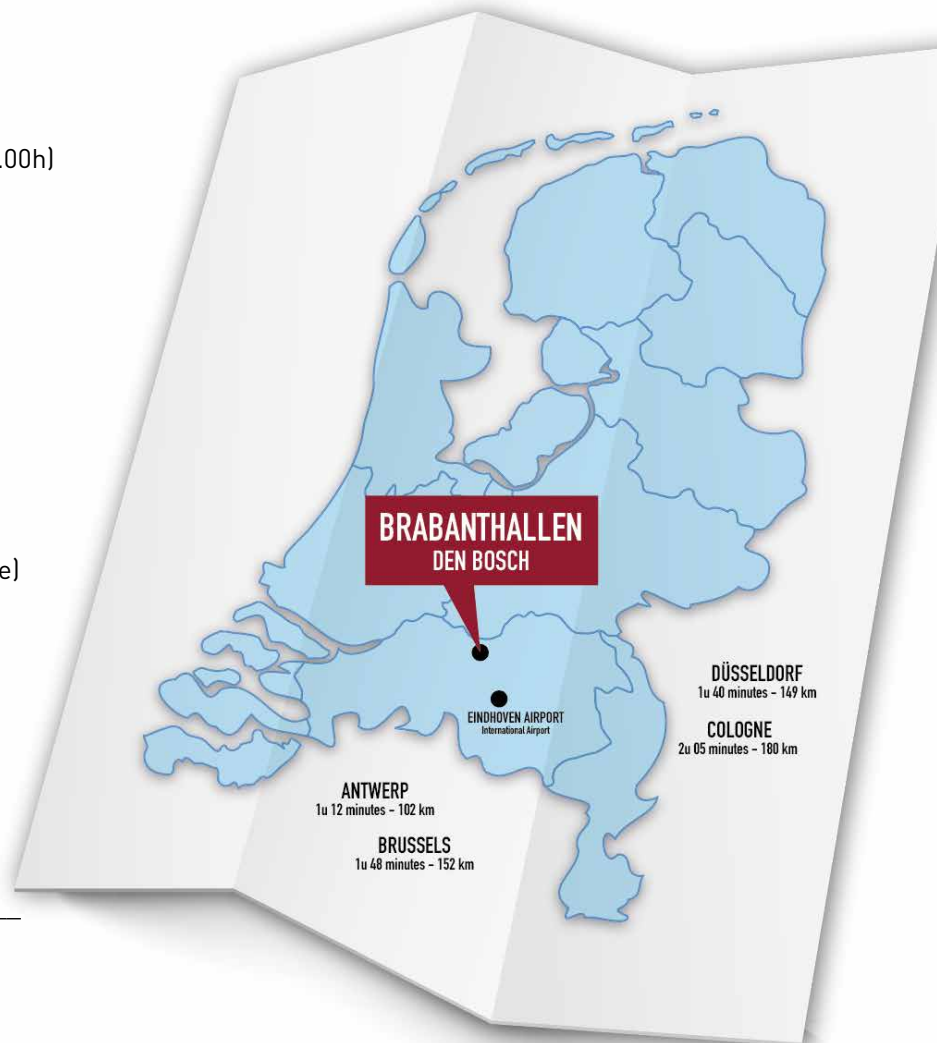 .00h)
e)
BRABANTHALLEN
DEN BOSCH
EINDHOVEN AIRPORT
International Airport
DÜSSELDORF
1u 40 minutes - 149 km
COLOGNE
2u 05 minutes - 180 km
ANTWERP
1u 12 minutes - 102 km
BRUSSELS
1u 48 minutes - 152 km